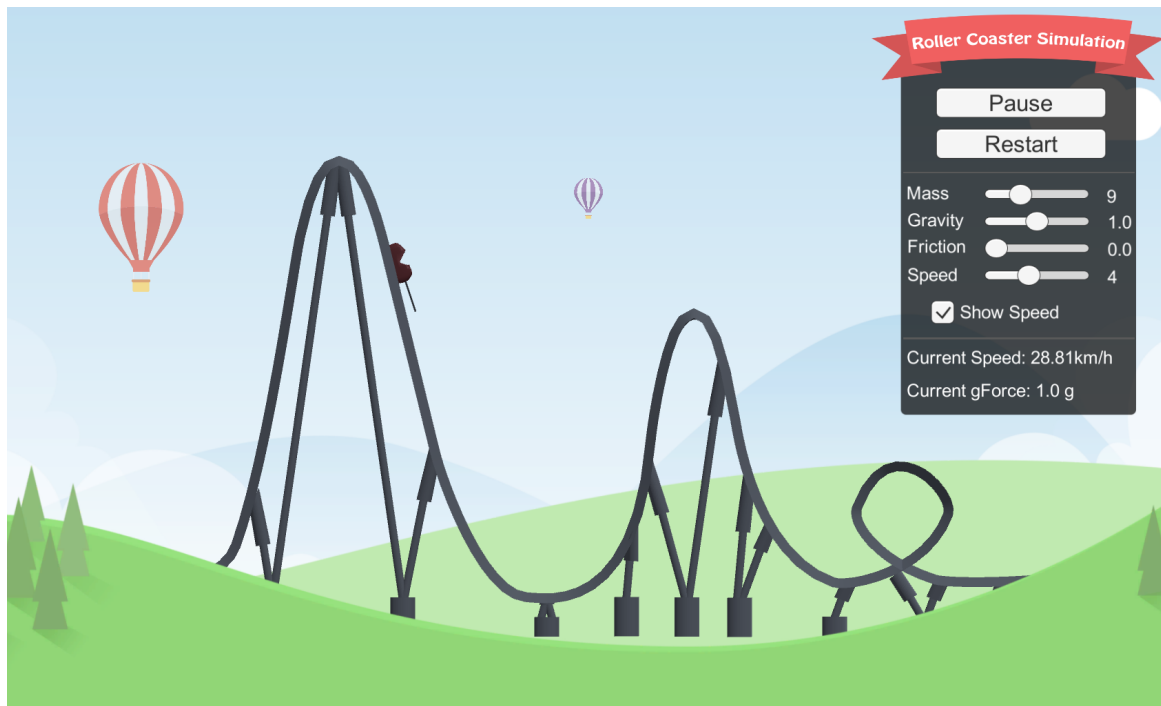 Roller Coaster Simulation
Pause
Restart
Mass 9
Gravity 1.0
Friction 0.0
Speed 4
Show Speed
Current Speed: 28.81km/h
Current gForce: 1.0 g